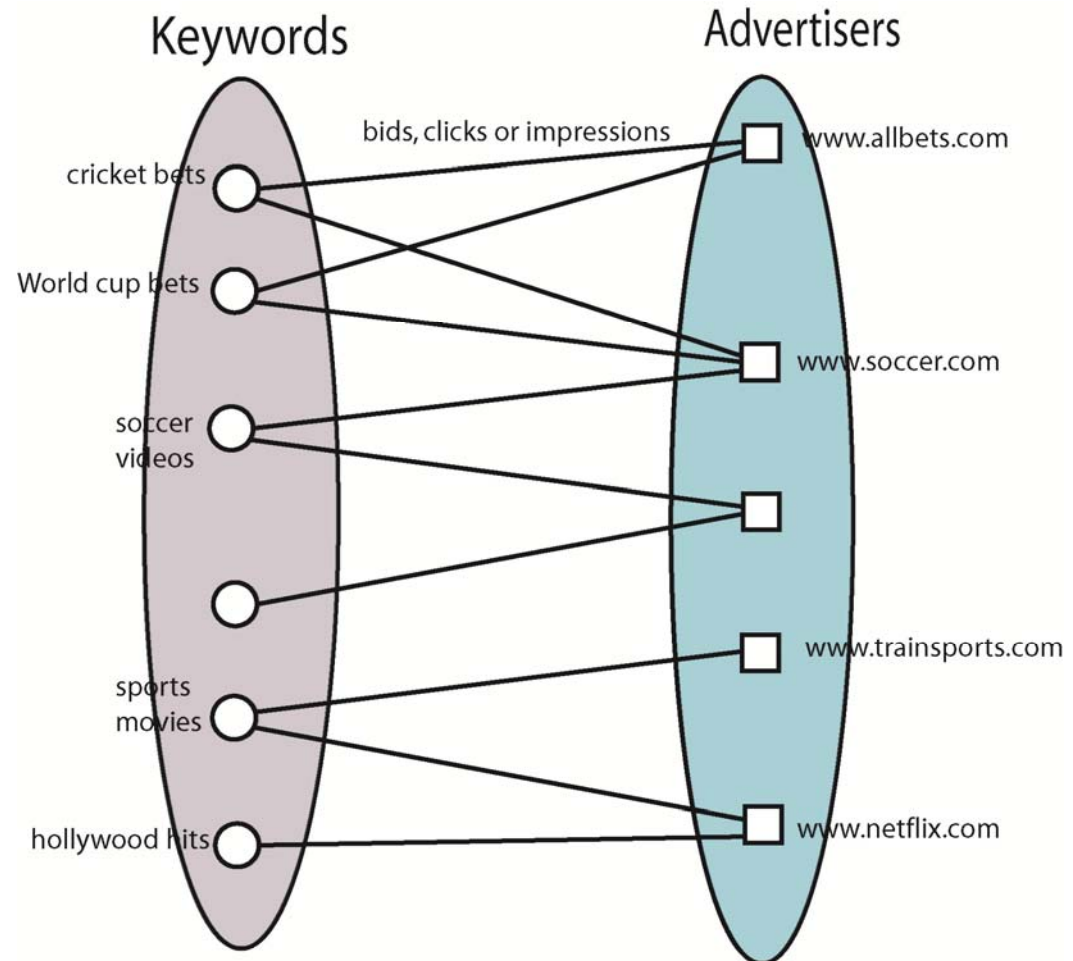 Keywords
Advertisers
bids, clicks or impressions
www.allbets.com
cricket bets
World cup bets
www.soccer.com
soccer
videos
www.trainsports.com
sports
movies
www.netflix.com
hollywood hits